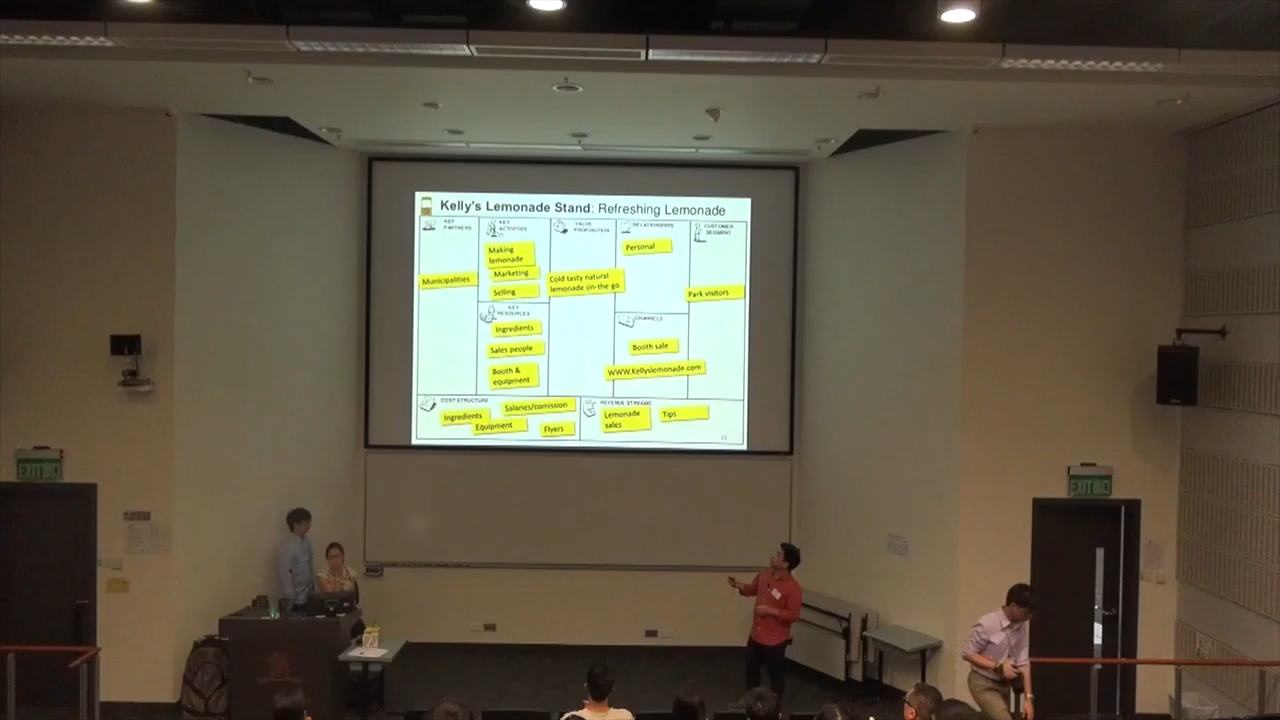 Kelly's Lemonade Stand: Refreshing Lemonade
KEY
PARTNERS
Municipalities
KEY
ACTIVITIES
Making
lemonade
Marketing
Selling
KEY
RESOURCES
Ingredients
Sales people
Booth &
equipment
VALUE
PROPOSITION
Cold tasty natural
lemonade on-the-go
RELATIONSHIPS
Personal
CHANNELS
Booth sale
WWW.Kellyslemonade.com
CUSTOMER
SEGMENT
Park visitors
COST STRUCTURE
Ingredients
Salaries/comission
Equipment
Flyers
REVENUE STREAMS
Lemonade
sales
Tips
EXIT
EXIT